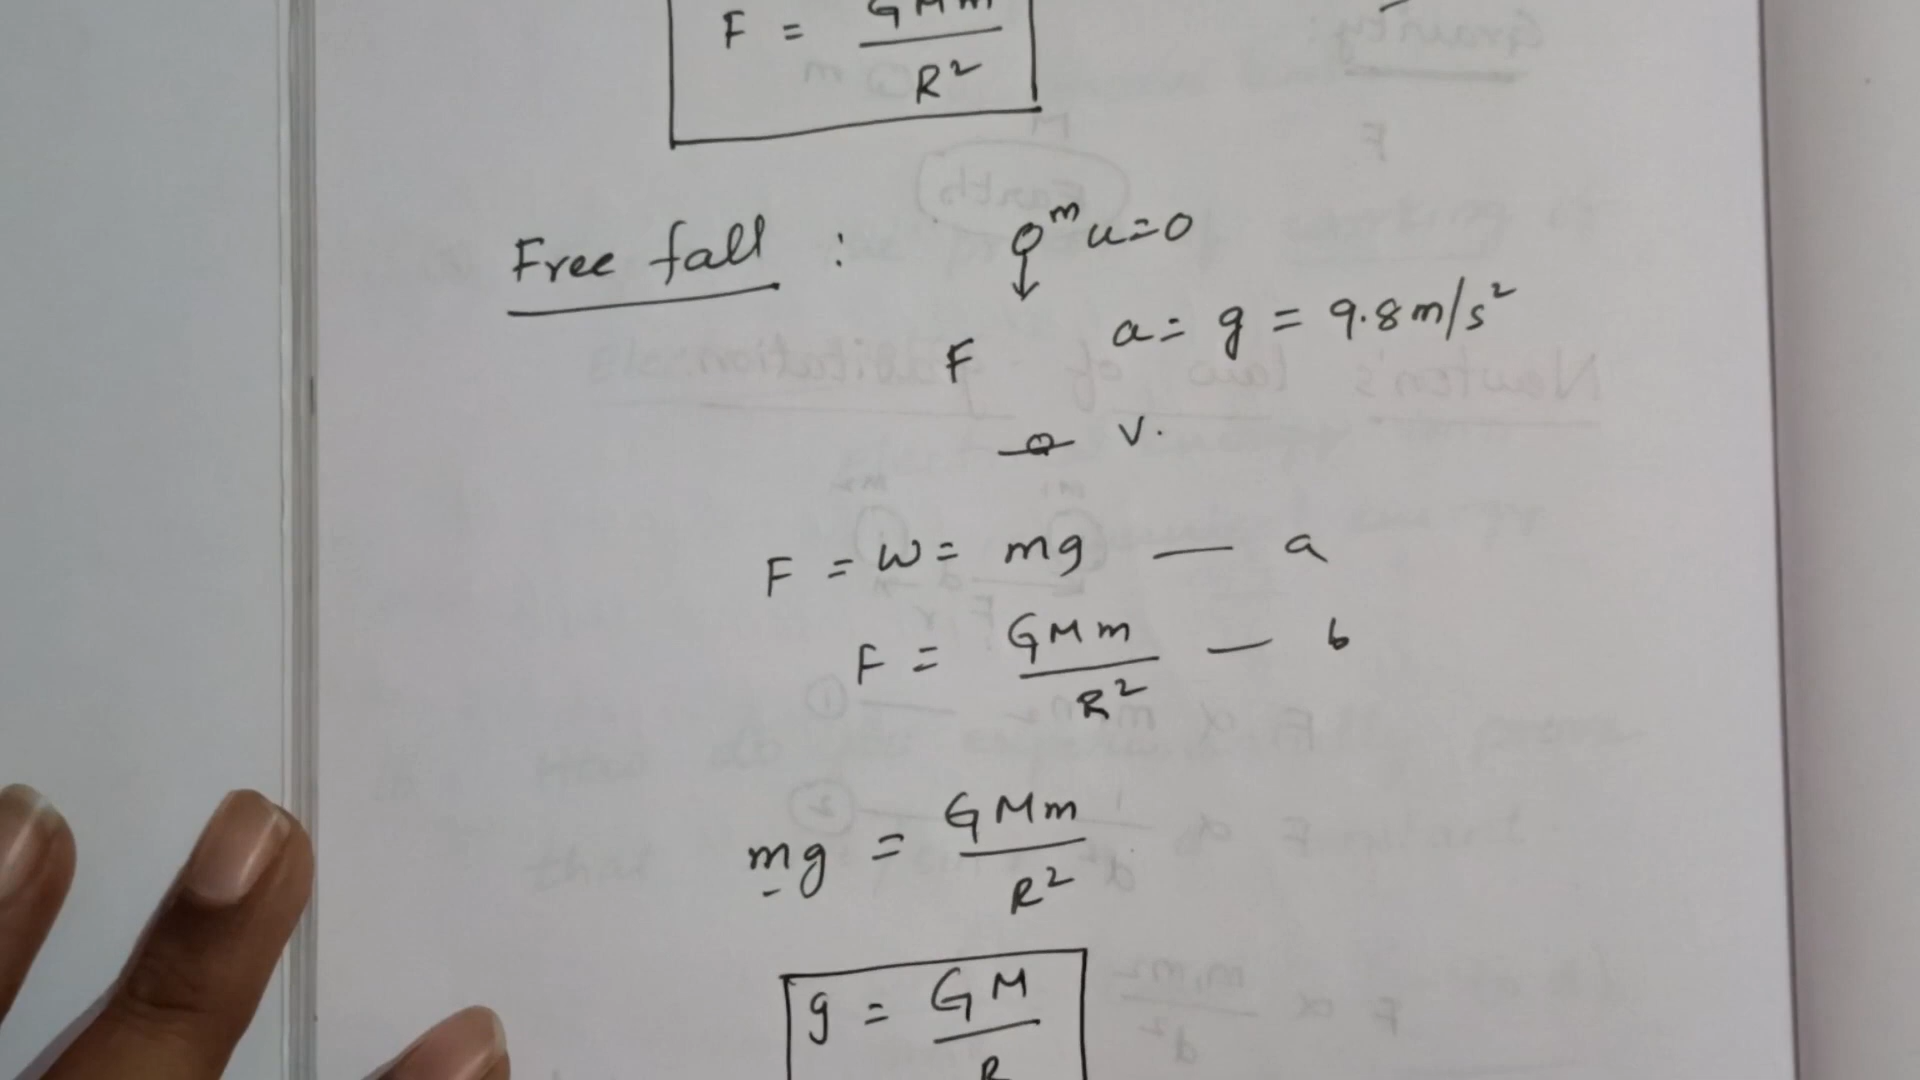 F = GMm / R²
Free fall : m u=0
F a = g = 9.8 m/s²
v.
F = W = mg — a
F = GMm / R² — b
mg = GMm / R²
g = GM / R